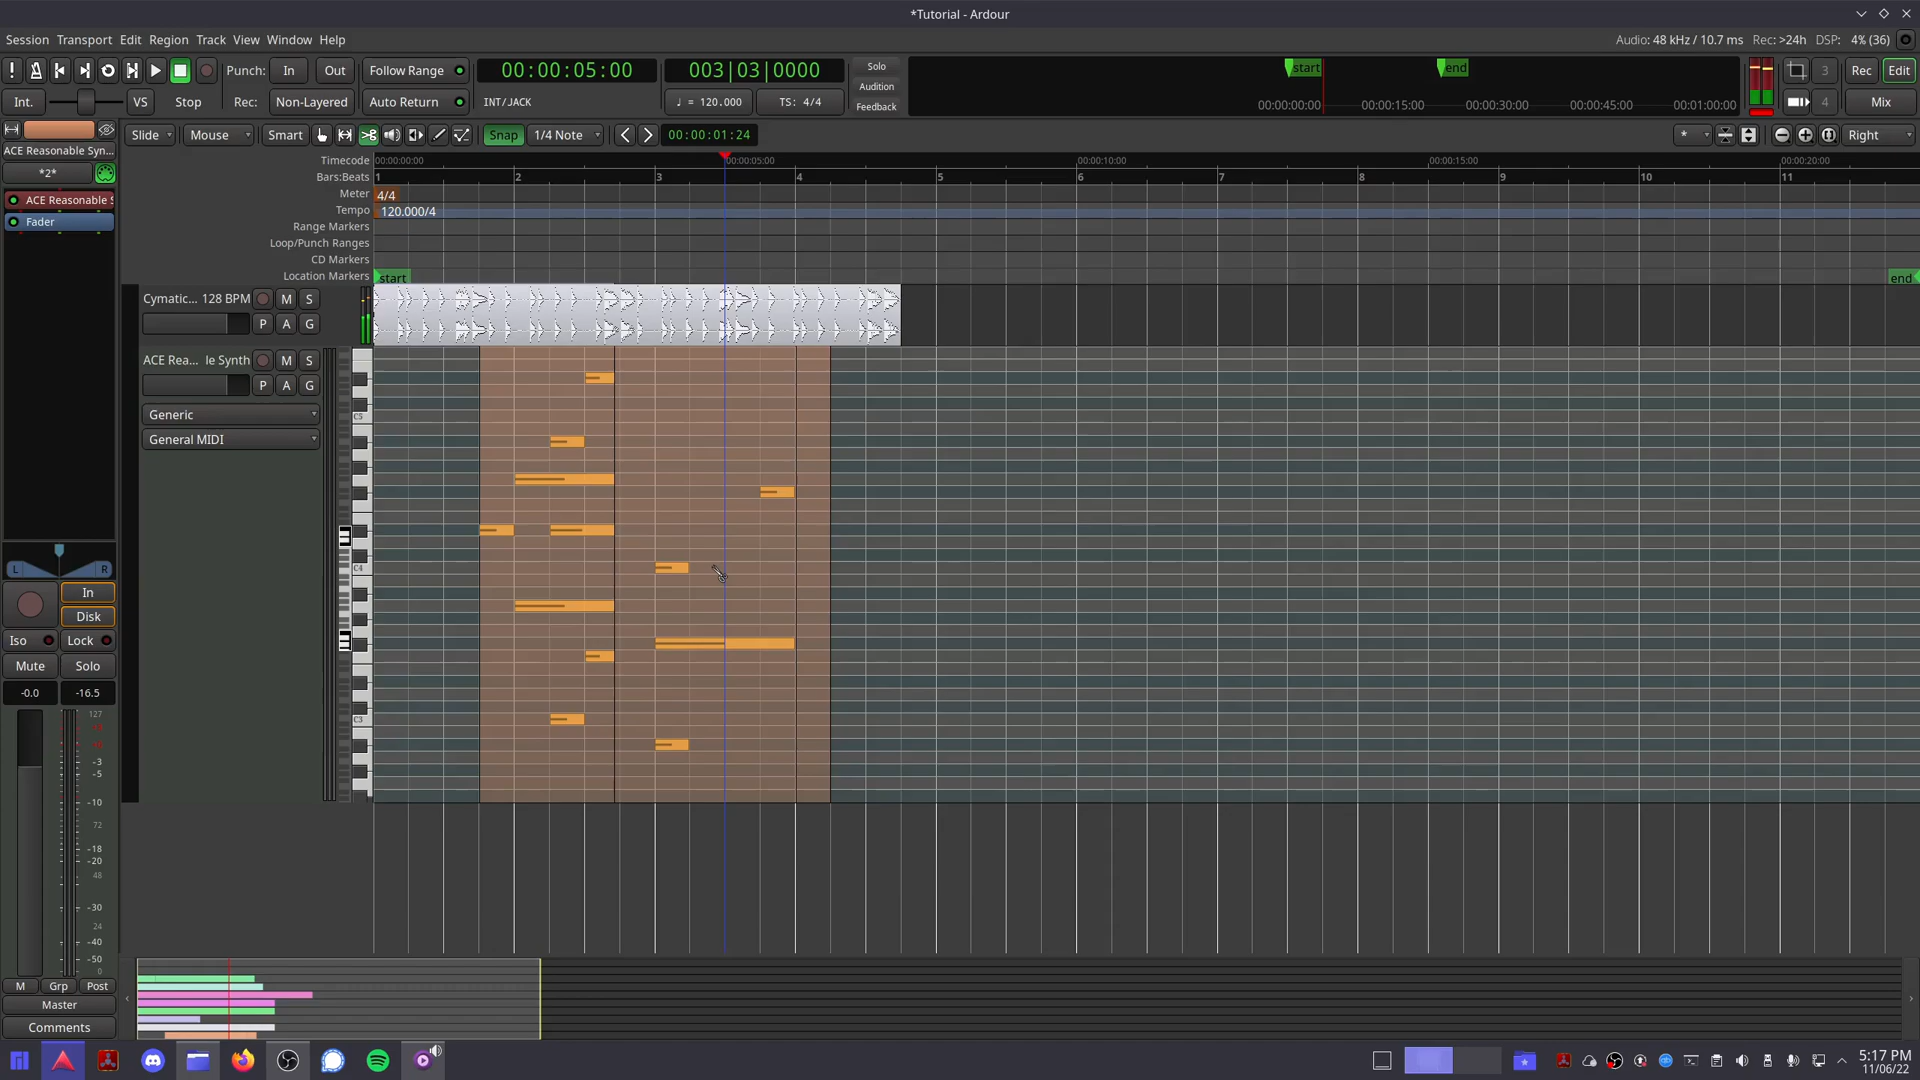 *Tutorial - Ardour
Session Transport Edit Region Track View Window Help
Audio: 48 kHz / 10.7 ms Rec: >24h DSP: 4% (36)
Punch: In Out Follow Range 00:00:05:00 003|03|0000 Solo
Audition
Feedback
start end
00:00:00:00 00:00:15:00 00:00:30:00 00:00:45:00 00:01:00:00
3 Rec Edit
Int. VS Stop Rec: Non-Layered Auto Return INT/JACK ♩ = 120.000 TS: 4/4 4 Mix
Slide Mouse Smart Snap 1/4 Note 00:00:01:24 * Right
ACE Reasonable Syn...
*2*
ACE Reasonable S
Fader
Timecode 00:00:00:00 00:00:05:00 00:00:10:00 00:00:15:00 00:00:20:00
Bars:Beats 1 2 3 4 5 6 7 8 9 10 11
Meter 4/4
Tempo 120.000/4
Range Markers
Loop/Punch Ranges
CD Markers
Location Markers start end
Cymatic... 128 BPM M S
P A G
ACE Rea... le Synth M S
P A G
Generic
General MIDI
C5
C4
C3
L R
In
Disk
Iso Lock
Mute Solo
-0.0 -16.5
127
-3
-5
-10
72
-18
-20
48
-30
24
-40
-50
0
M Grp Post
Master
Comments
5:17 PM
11/06/22